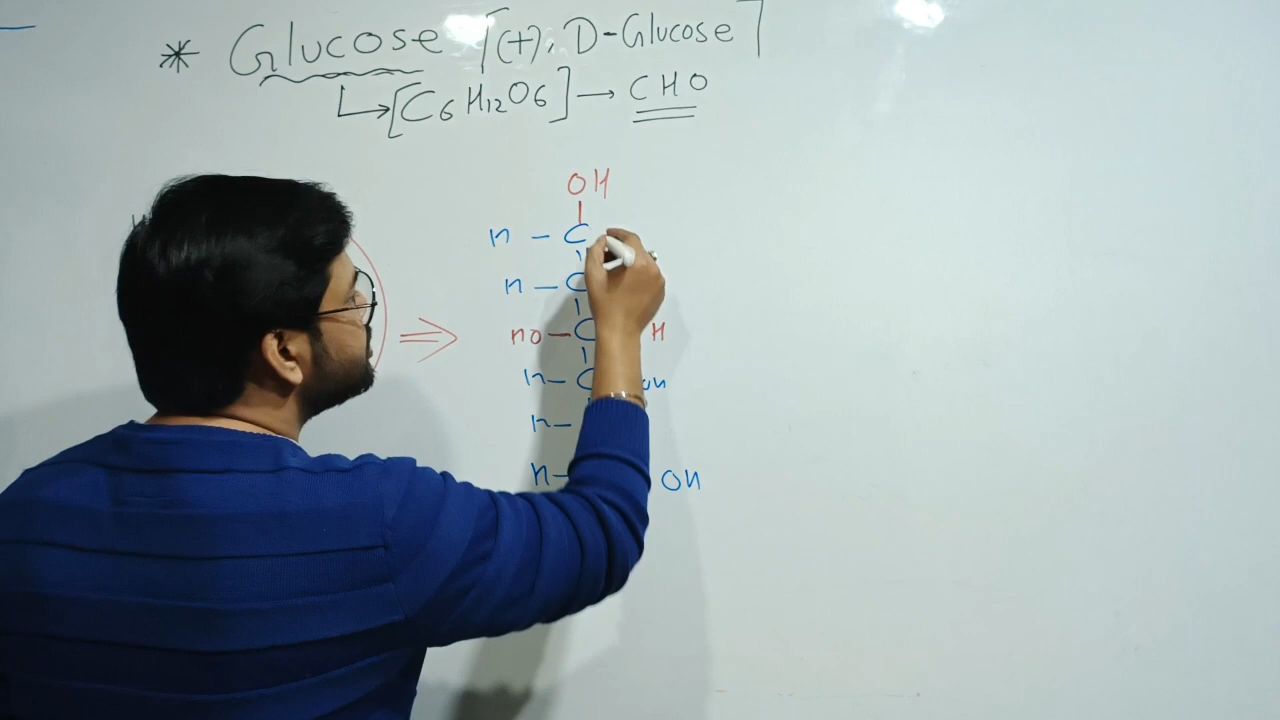 * Glucose [(+), D-Glucose]
↳ [C6H12O6] → CHO
OH
H – C
H – C
HO – C H
H – C OH
H –
H – OH